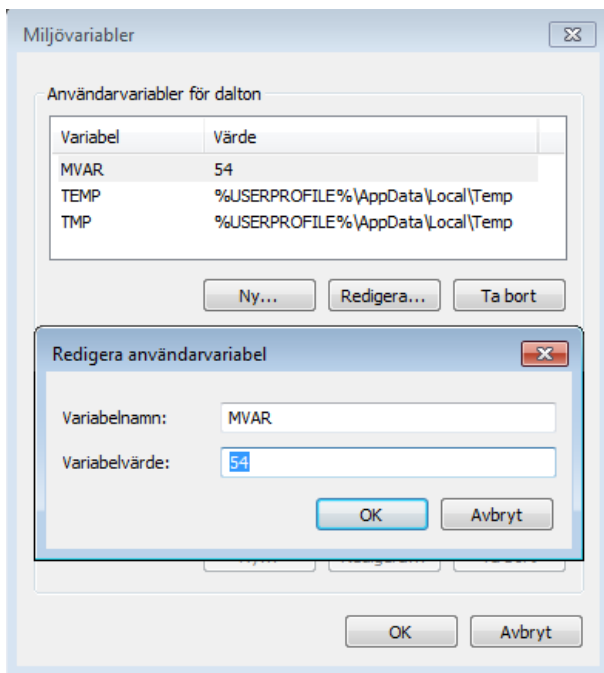 Miljövariabler
Användarvariabler för dalton
Variabel Värde
MVAR 54
TEMP %USERPROFILE%\AppData\Local\Temp
TMP %USERPROFILE%\AppData\Local\Temp
Ny... Redigera... Ta bort
Redigera användarvariabel
Variabelnamn: MVAR
Variabelvärde: 54
OK Avbryt
OK Avbryt